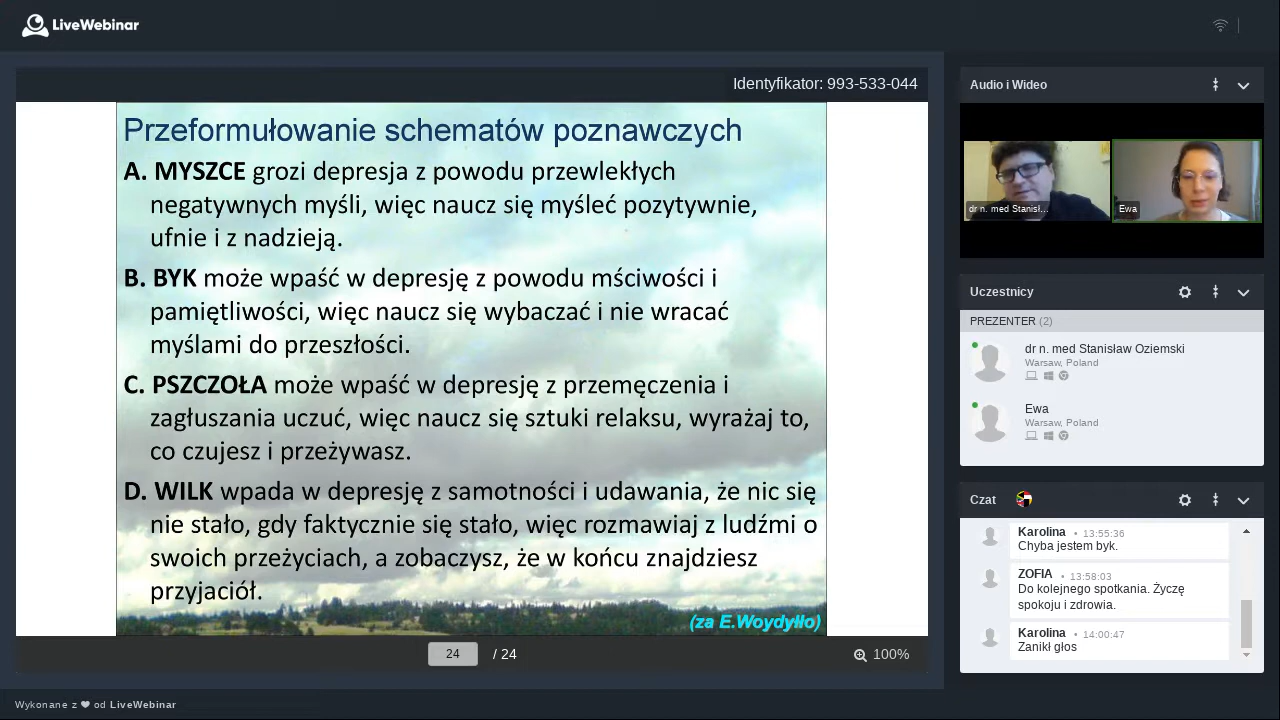 LiveWebinar
Identyfikator: 993-533-044
Przeformułowanie schematów poznawczych
A. MYSZCE grozi depresja z powodu przewlekłych
negatywnych myśli, więc naucz się myśleć pozytywnie,
ufnie i z nadzieją.
B. BYK może wpaść w depresję z powodu mściwości i
pamiętliwości, więc naucz się wybaczać i nie wracać
myślami do przeszłości.
C. PSZCZOŁA może wpaść w depresję z przemęczenia i
zagłuszania uczuć, więc naucz się sztuki relaksu, wyrażaj to,
co czujesz i przeżywasz.
D. WILK wpada w depresję z samotności i udawania, że nic się
nie stało, gdy faktycznie się stało, więc rozmawiaj z ludźmi o
swoich przeżyciach, a zobaczysz, że w końcu znajdziesz
przyjaciół.
(za E.Woydyłło)
24 / 24
100%
Wykonane z ❤ od LiveWebinar
Audio i Wideo
dr n. med Stanisł...
Ewa
Uczestnicy
PREZENTER (2)
dr n. med Stanisław Oziemski
Warsaw, Poland
Ewa
Warsaw, Poland
Czat
Karolina • 13:55:36
Chyba jestem byk.
ZOFIA • 13:58:03
Do kolejnego spotkania. Życzę
spokoju i zdrowia.
Karolina • 14:00:47
Zanikł głos